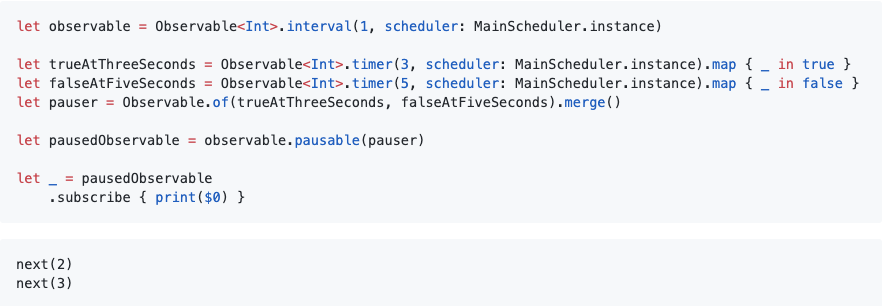 let observable = Observable<Int>.interval(1, scheduler: MainScheduler.instance)
let trueAtThreeSeconds = Observable<Int>.timer(3, scheduler: MainScheduler.instance).map { _ in true }
let falseAtFiveSeconds = Observable<Int>.timer(5, scheduler: MainScheduler.instance).map { _ in false }
let pauser = Observable.of(trueAtThreeSeconds, falseAtFiveSeconds).merge()
let pausedObservable = observable.pausable(pauser)
let _ = pausedObservable
    .subscribe { print($0) }
next(2)
next(3)